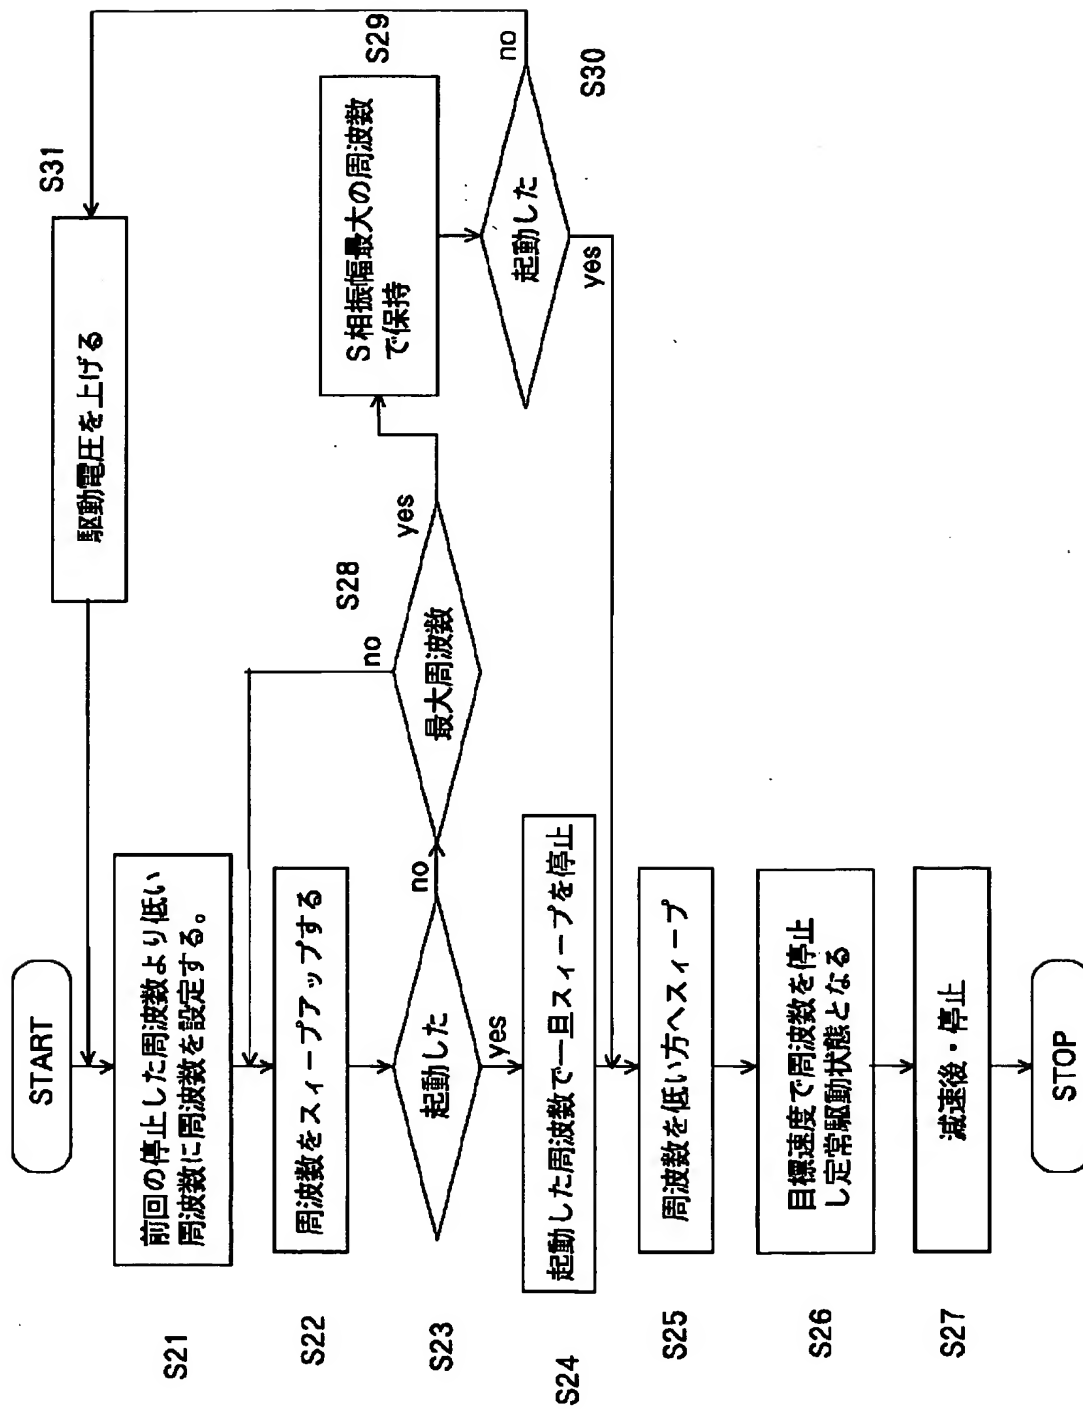 START
S21
前回の停止した周波数より低い
周波数に周波数を設定する。
S22
周波数をスィープアップする
S23
起動した
no
yes
S24
起動した周波数で一旦スィープを停止
S25
周波数を低い方へスィープ
S26
目標速度で周波数を停止
し定常駆動状態となる
S27
減速後・停止
STOP
S28
最大周波数
no
yes
S29
S相振幅最大の周波数
で保持
S30
起動した
no
yes
S31
駆動電圧を上げる